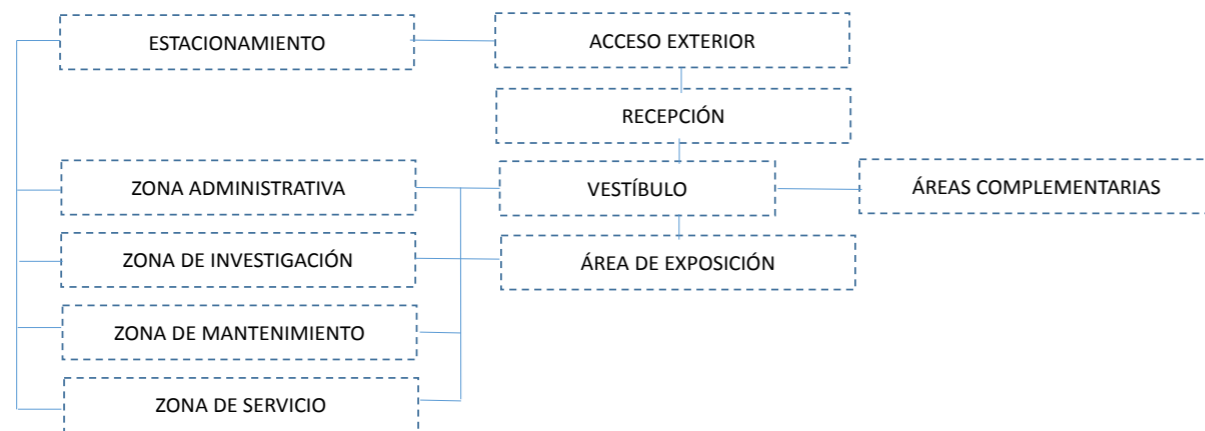 ESTACIONAMIENTO
ACCESO EXTERIOR
RECEPCIÓN
ZONA ADMINISTRATIVA
VESTÍBULO
ÁREAS COMPLEMENTARIAS
ZONA DE INVESTIGACIÓN
ÁREA DE EXPOSICIÓN
ZONA DE MANTENIMIENTO
ZONA DE SERVICIO